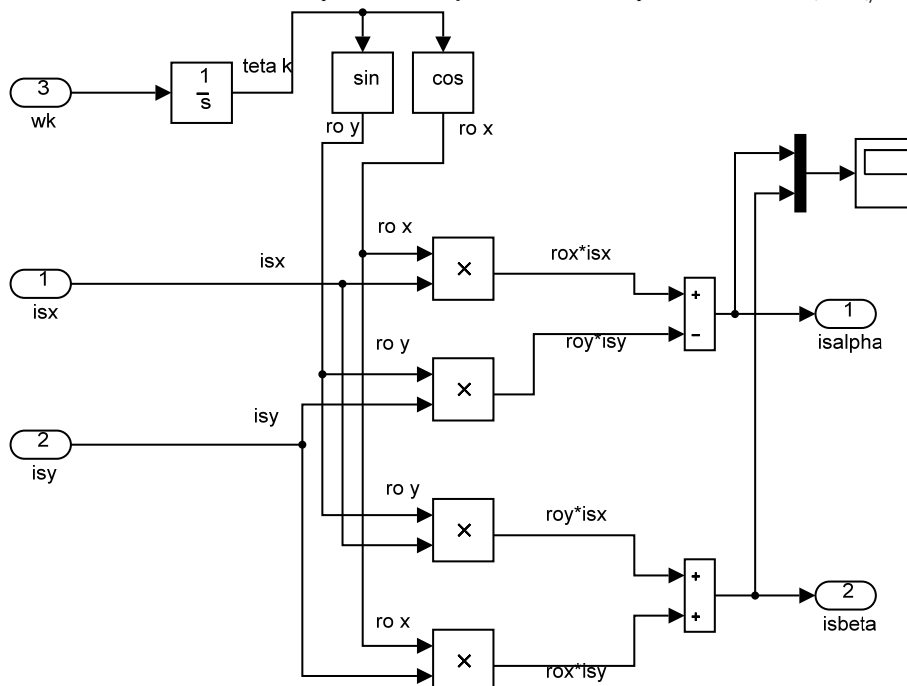 teta k
3
1
s
sin
cos
wk
ro y
ro x
ro x
rox*isx
isx
1
isx
+
1
ro y
roy*isy
−
isalpha
isy
2
isy
ro y
roy*isx
+
2
ro x
+
isbeta
rox*isy
×
×
×
×